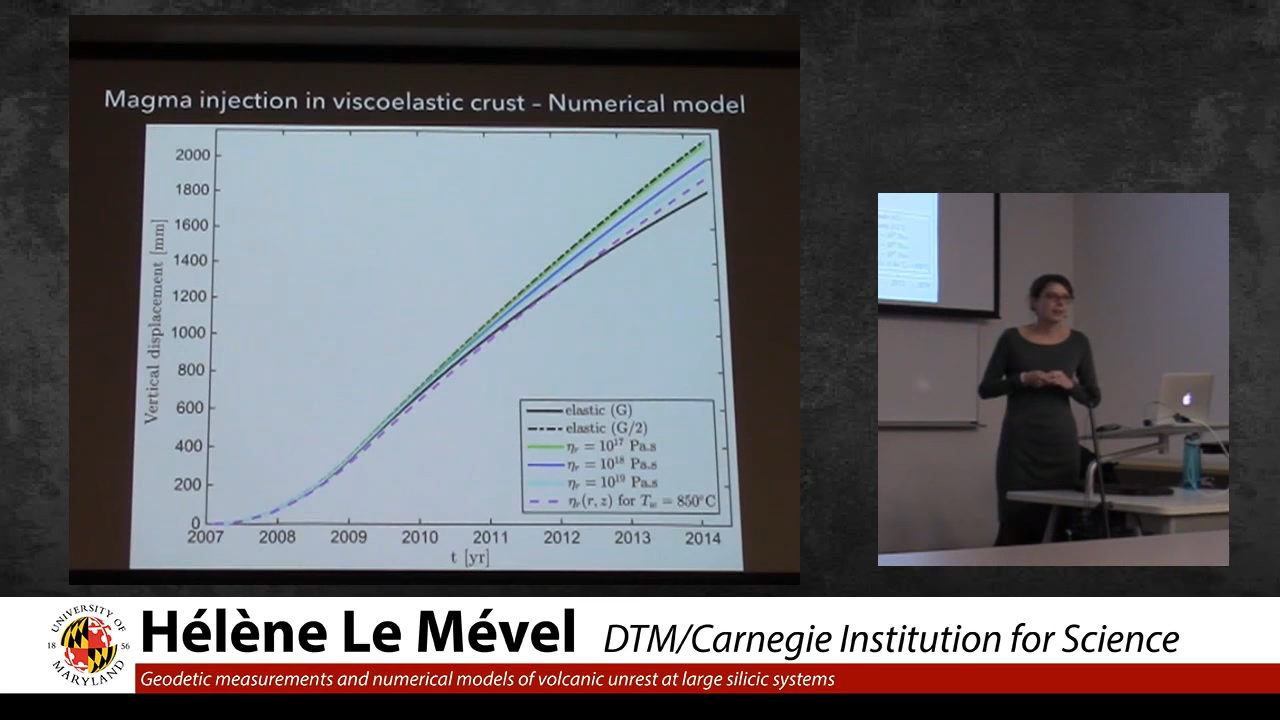 Magma injection in viscoelastic crust – Numerical model
2000
1800
1600
1400
1200
1000
800
600
400
200
0
Vertical displacement [mm]
elastic (G)
elastic (G/2)
ηr = 10¹⁷ Pa.s
ηr = 10¹⁸ Pa.s
ηr = 10¹⁹ Pa.s
ηr(r, z) for Tw = 850°C
2007 2008 2009 2010 2011 2012 2013 2014
t [yr]
UNIVERSITY OF
18 56
MARYLAND
Hélène Le Mével DTM/Carnegie Institution for Science
Geodetic measurements and numerical models of volcanic unrest at large silicic systems